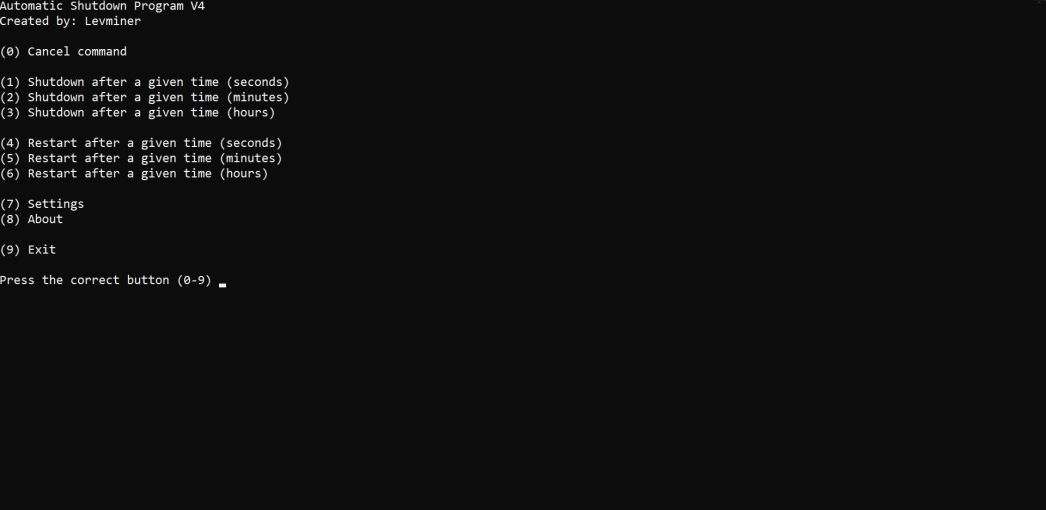 Automatic Shutdown Program V4
Created by: Levminer
(0) Cancel command
(1) Shutdown after a given time (seconds)
(2) Shutdown after a given time (minutes)
(3) Shutdown after a given time (hours)
(4) Restart after a given time (seconds)
(5) Restart after a given time (minutes)
(6) Restart after a given time (hours)
(7) Settings
(8) About
(9) Exit
Press the correct button (0-9)